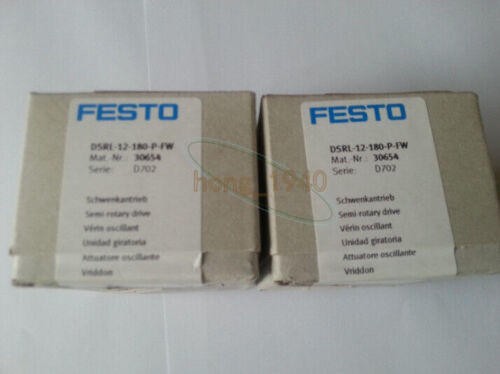 FESTO
DSRL-12-180-P-FW
Mat.-Nr.: 30654
Serie: D702
Schwenkantrieb
Semi-rotary drive
Vérin oscillant
Unidad giratoria
Attuatore oscillante
Vriddon
FESTO
DSRL-12-180-P-FW
Mat.-Nr.: 30654
Serie: D702
Schwenkantrieb
Semi-rotary drive
Vérin oscillant
Unidad giratoria
Attuatore oscillante
Vriddon
hong_1940